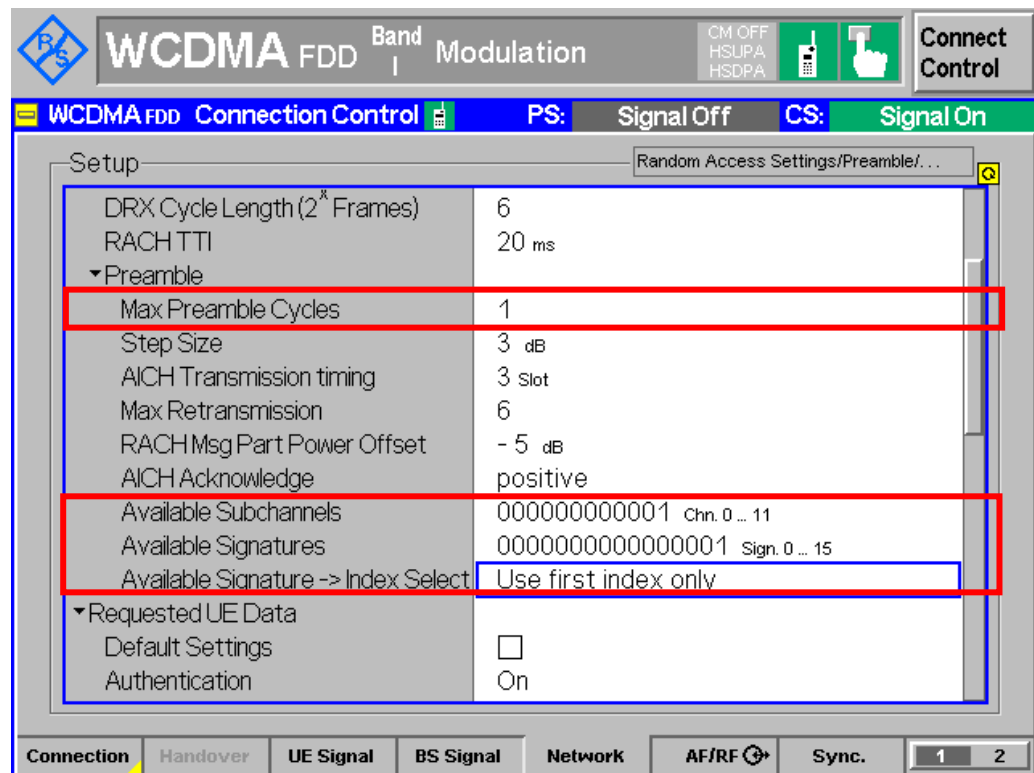 R&S WCDMA FDD Band I Modulation
CM OFF
HSUPA
HSDPA
Connect Control
WCDMA FDD Connection Control PS: Signal Off CS: Signal On
Setup Random Access Settings/Preamble/...
DRX Cycle Length (2^x Frames) 6
RACH TTI 20 ms
Preamble
Max Preamble Cycles 1
Step Size 3 dB
AICH Transmission timing 3 Slot
Max Retransmission 6
RACH Msg Part Power Offset - 5 dB
AICH Acknowledge positive
Available Subchannels 000000000001 Chn. 0 ... 11
Available Signatures 0000000000000001 Sign. 0 ... 15
Available Signature -> Index Select Use first index only
Requested UE Data
Default Settings
Authentication On
Connection Handover UE Signal BS Signal Network AF/RF Sync. 1 2